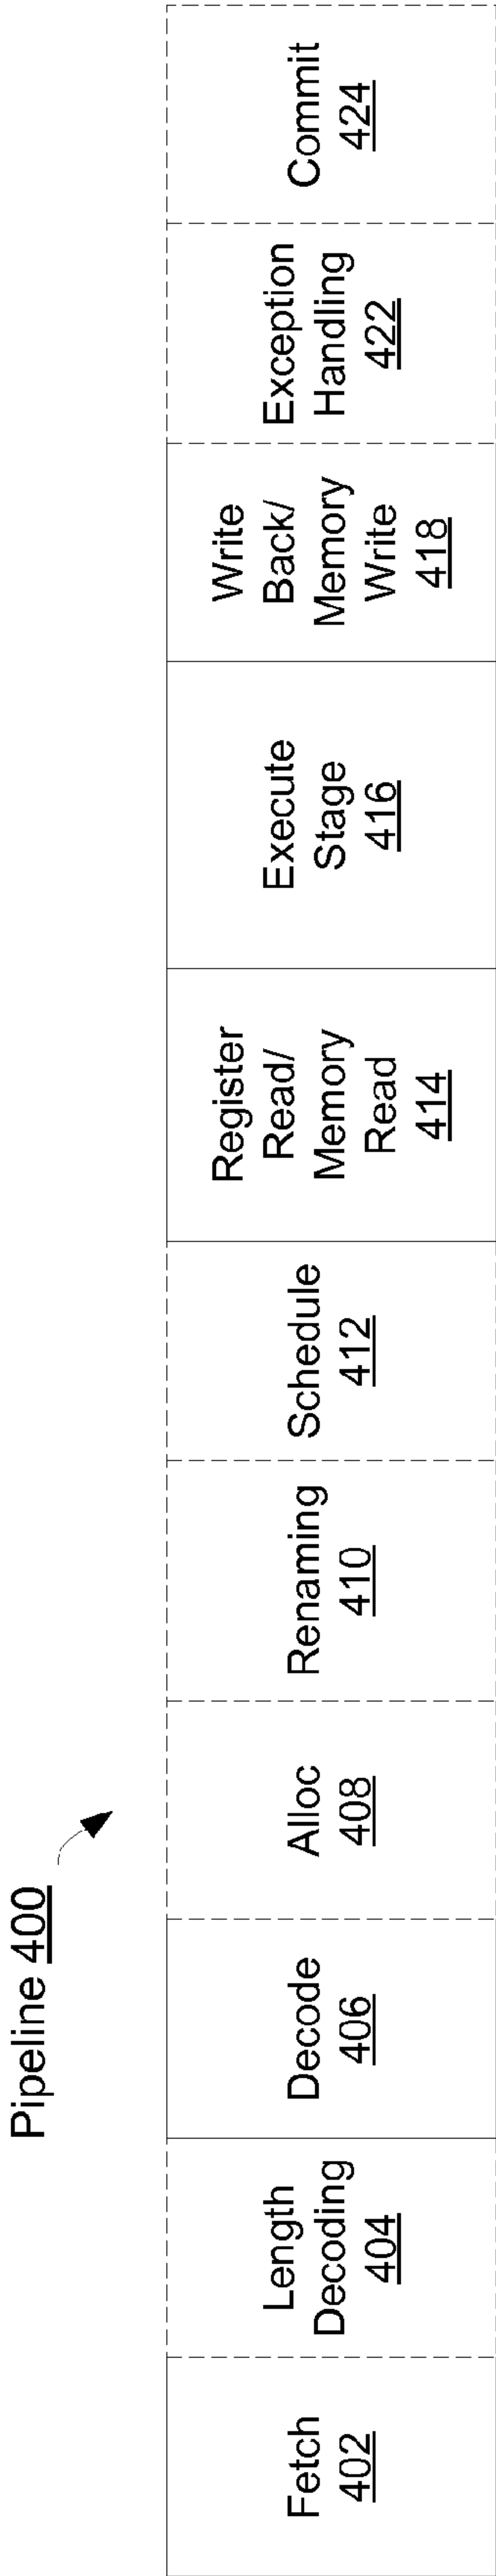 Pipeline 400
Fetch
402
Length
Decoding
404
Decode
406
Alloc
408
Renaming
410
Schedule
412
Register
Read/
Memory
Read
414
Execute
Stage
416
Write
Back/
Memory
Write
418
Exception
Handling
422
Commit
424